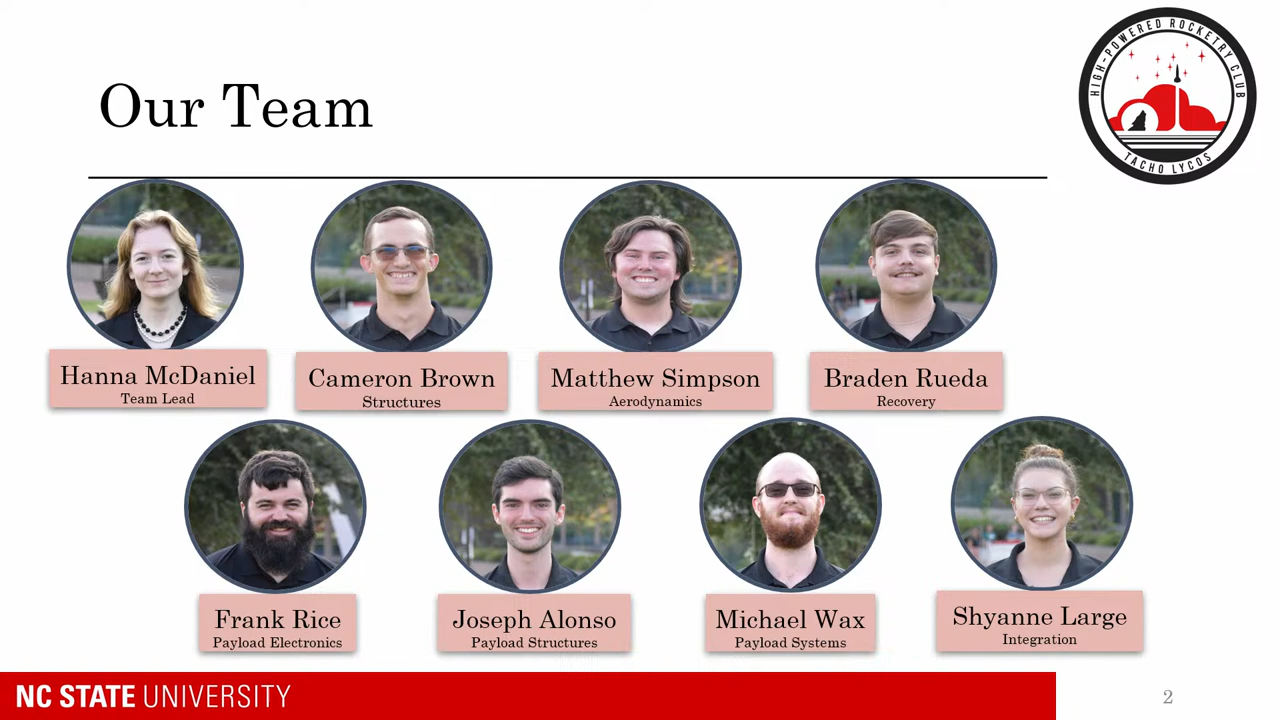 Our Team
HIGH-POWERED ROCKETRY CLUB
TACHO LYCOS
Hanna McDaniel
Team Lead
Cameron Brown
Structures
Matthew Simpson
Aerodynamics
Braden Rueda
Recovery
Frank Rice
Payload Electronics
Joseph Alonso
Payload Structures
Michael Wax
Payload Systems
Shyanne Large
Integration
NC STATE UNIVERSITY
2